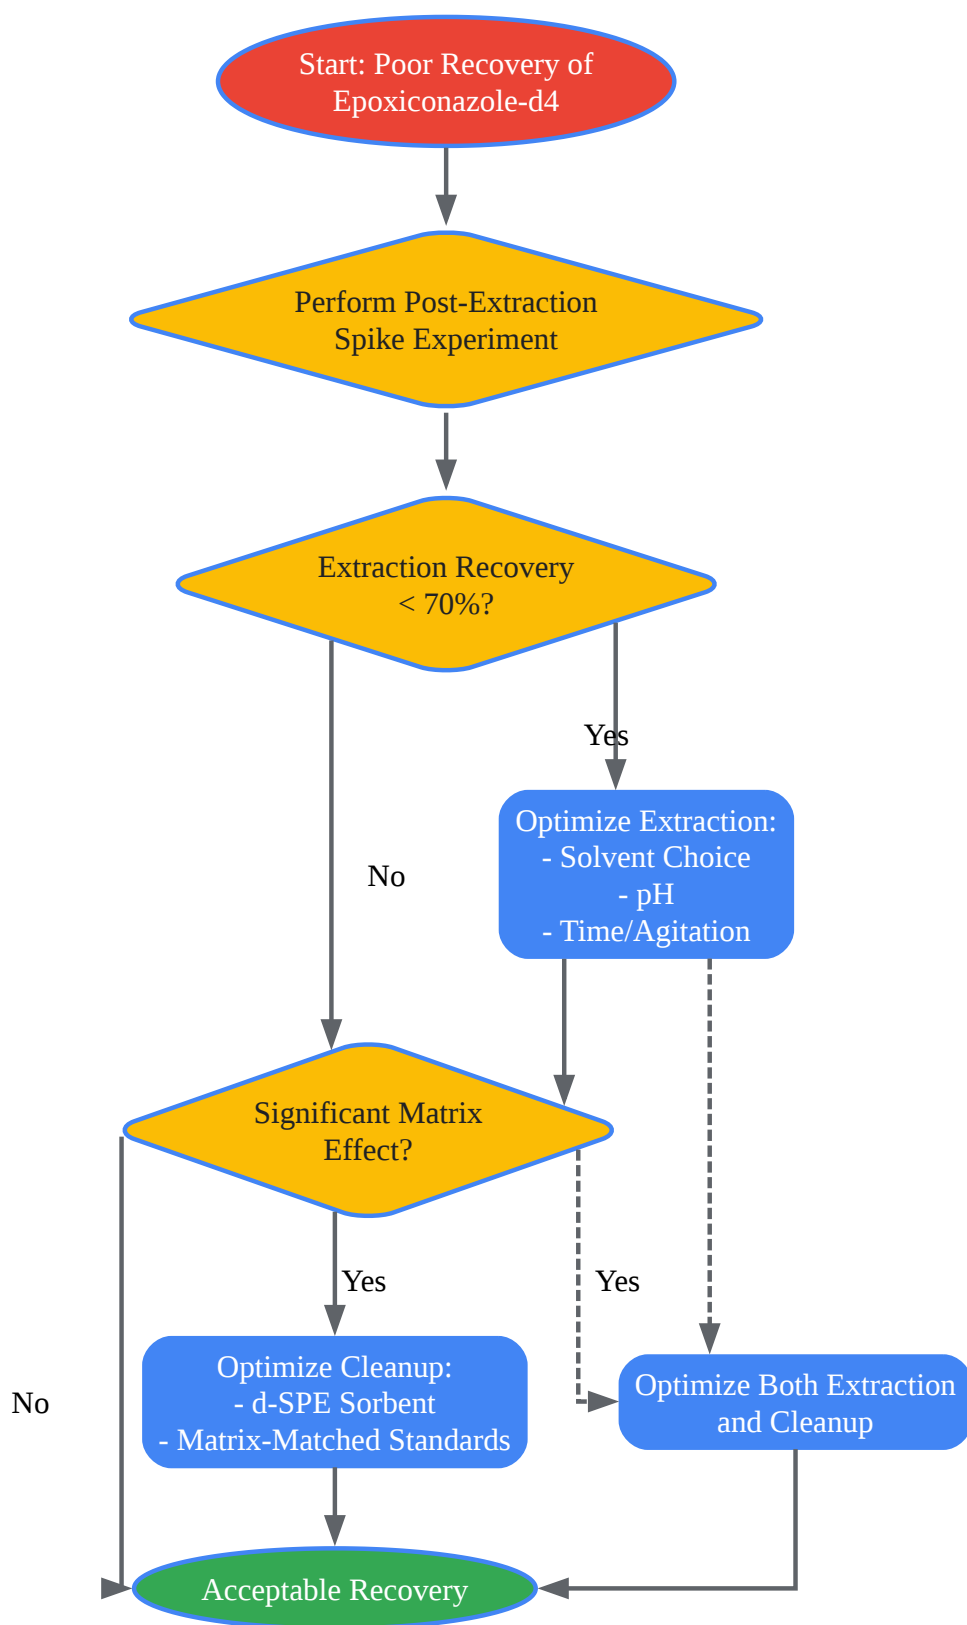 Start: Poor Recovery of
Epoxiconazole-d4
Perform Post-Extraction
Spike Experiment
Extraction Recovery
< 70%?
Yes
Optimize Extraction:
- Solvent Choice
- pH
- Time/Agitation
No
Significant Matrix
Effect?
Yes
Yes
Optimize Cleanup:
- d-SPE Sorbent
- Matrix-Matched Standards
Optimize Both Extraction
and Cleanup
No
Acceptable Recovery